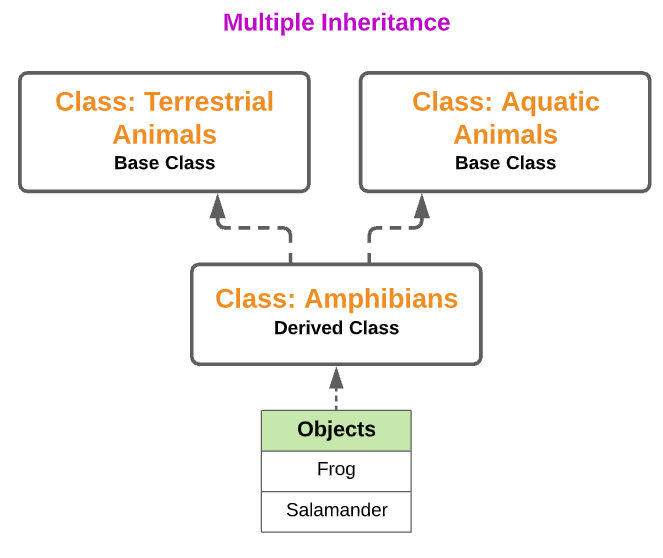 Multiple Inheritance
Class: Terrestrial
Animals
Base Class
Class: Aquatic
Animals
Base Class
Class: Amphibians
Derived Class
Objects
Frog
Salamander